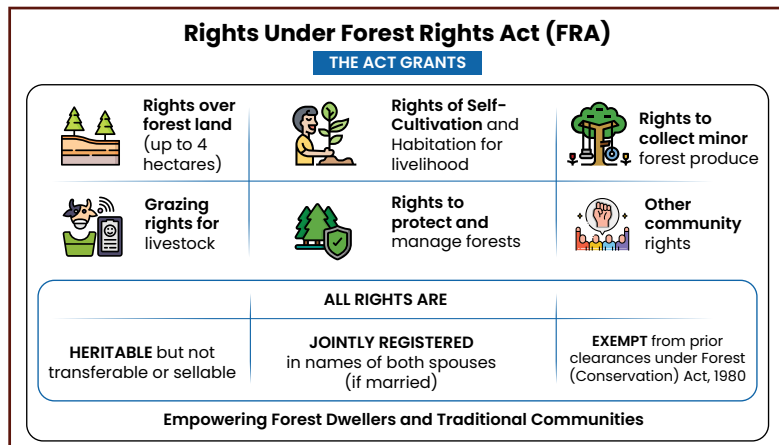 Rights Under Forest Rights Act (FRA)
THE ACT GRANTS
Rights over
forest land
(up to 4
hectares)
Rights of Self-
Cultivation and
Habitation for
livelihood
Rights to
collect minor
forest produce
Grazing
rights for
livestock
Rights to
protect and
manage forests
Other
community
rights
ALL RIGHTS ARE
HERITABLE but not
transferable or sellable
JOINTLY REGISTERED
in names of both spouses
(if married)
EXEMPT from prior
clearances under Forest
(Conservation) Act, 1980
Empowering Forest Dwellers and Traditional Communities